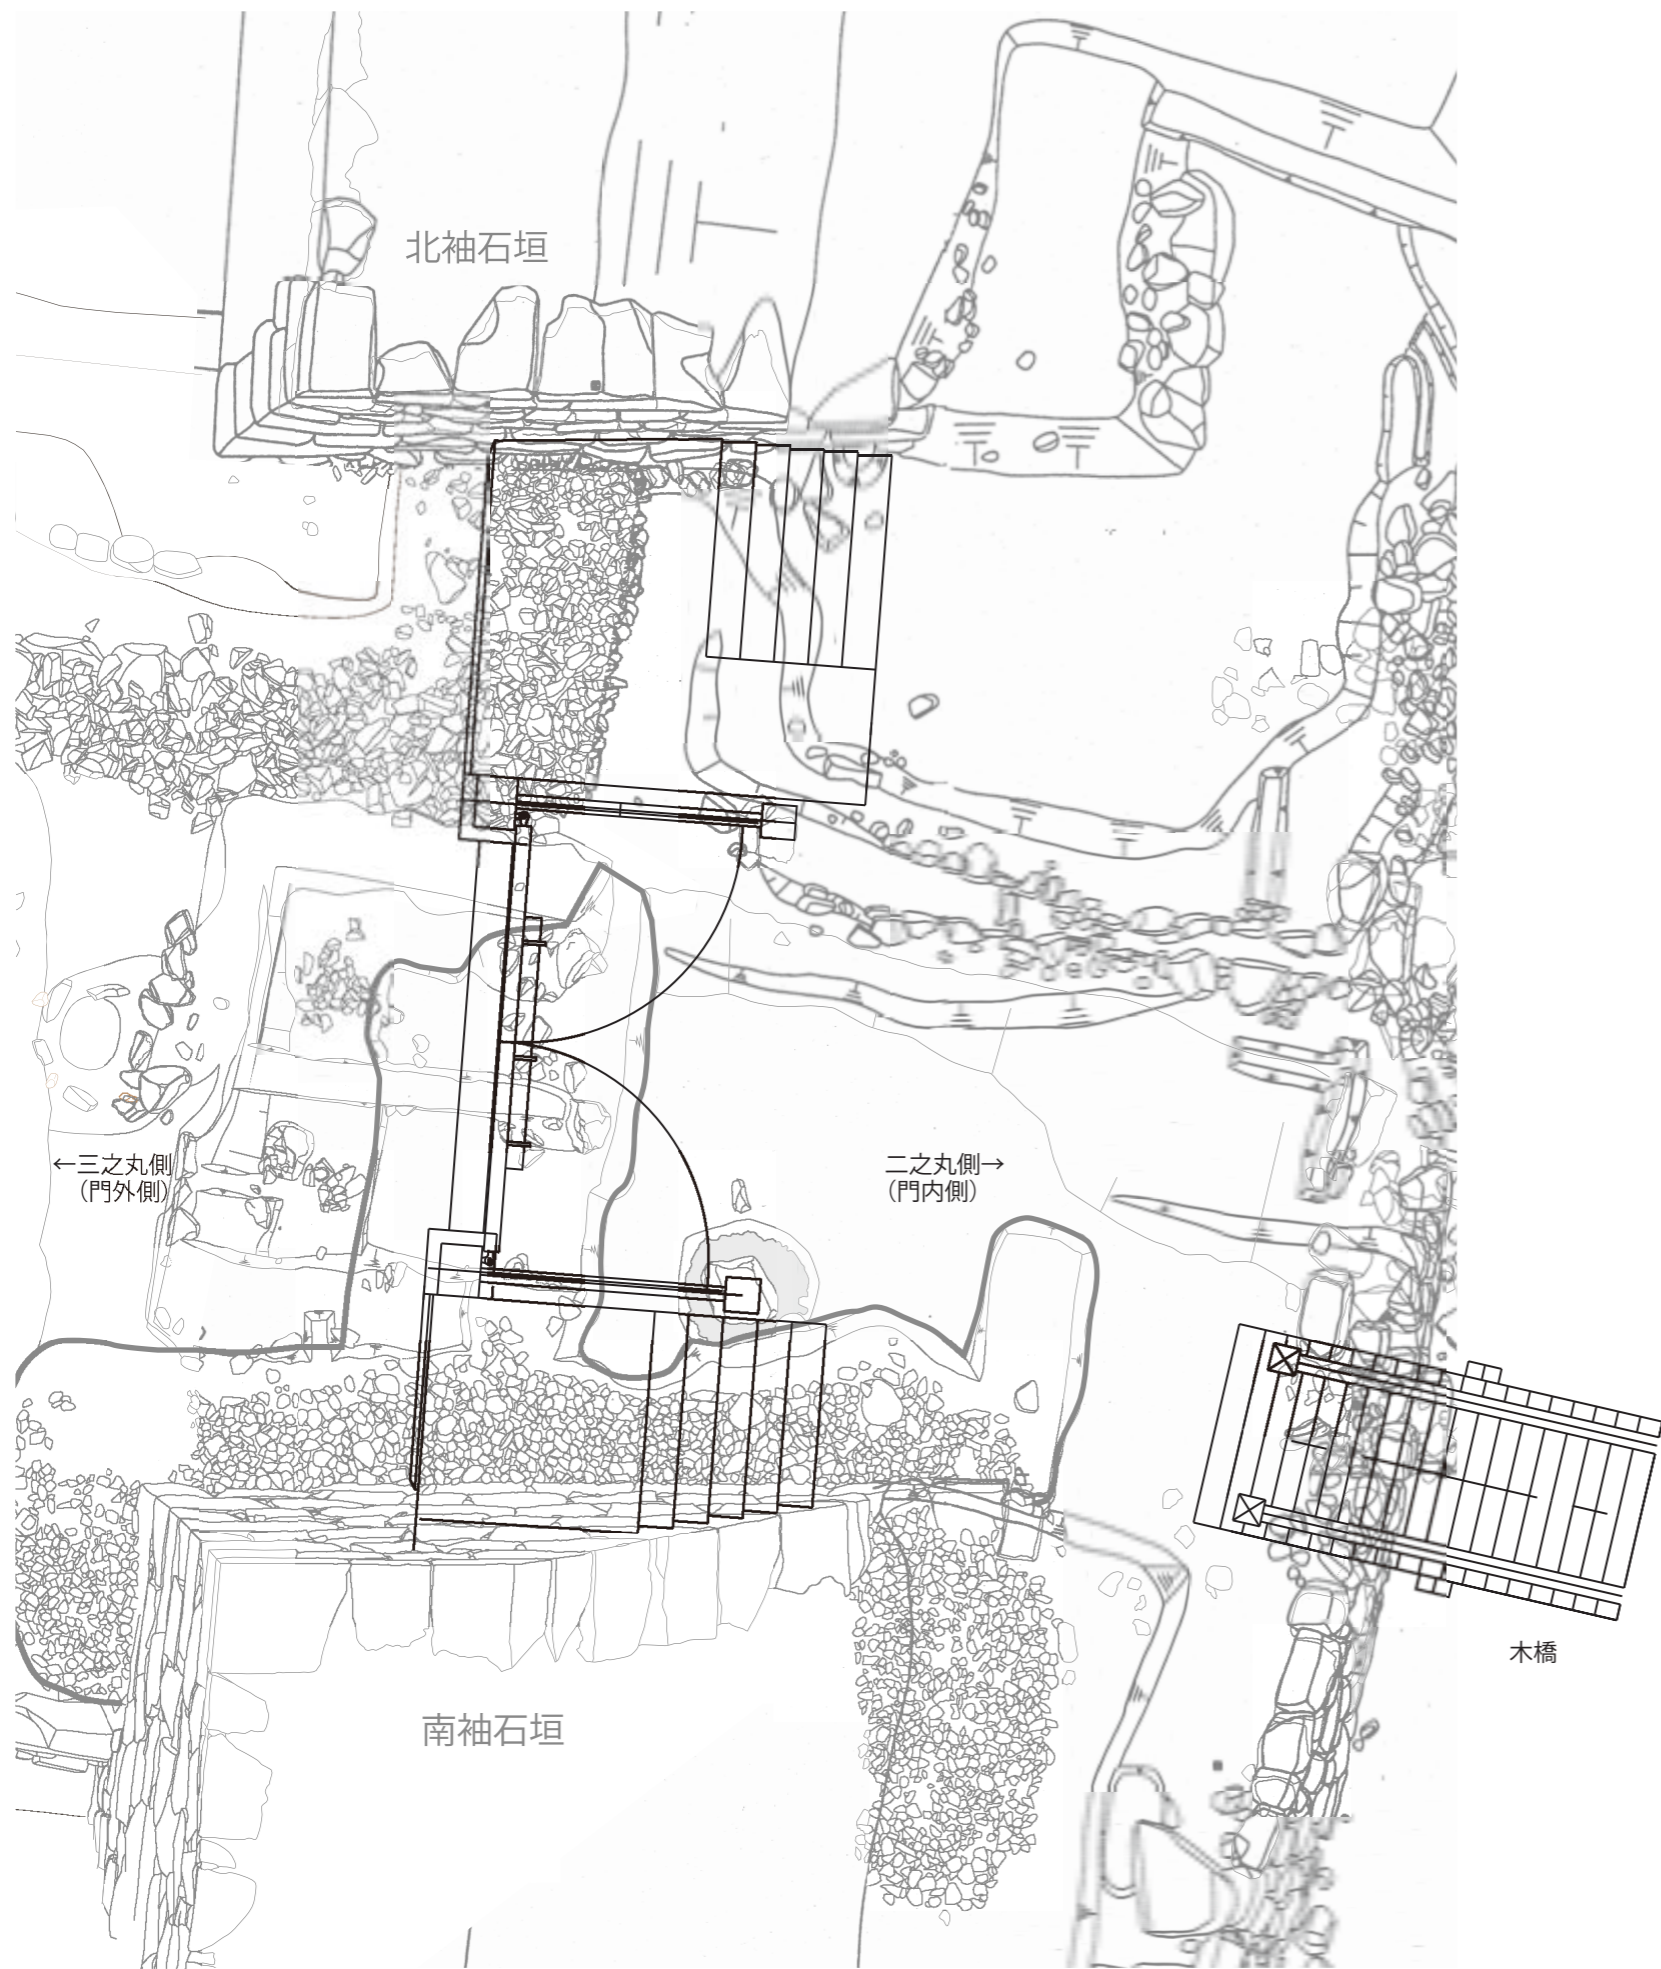 北袖石垣
←三之丸側
（門外側）
二之丸側→
（門内側）
木橋
南袖石垣